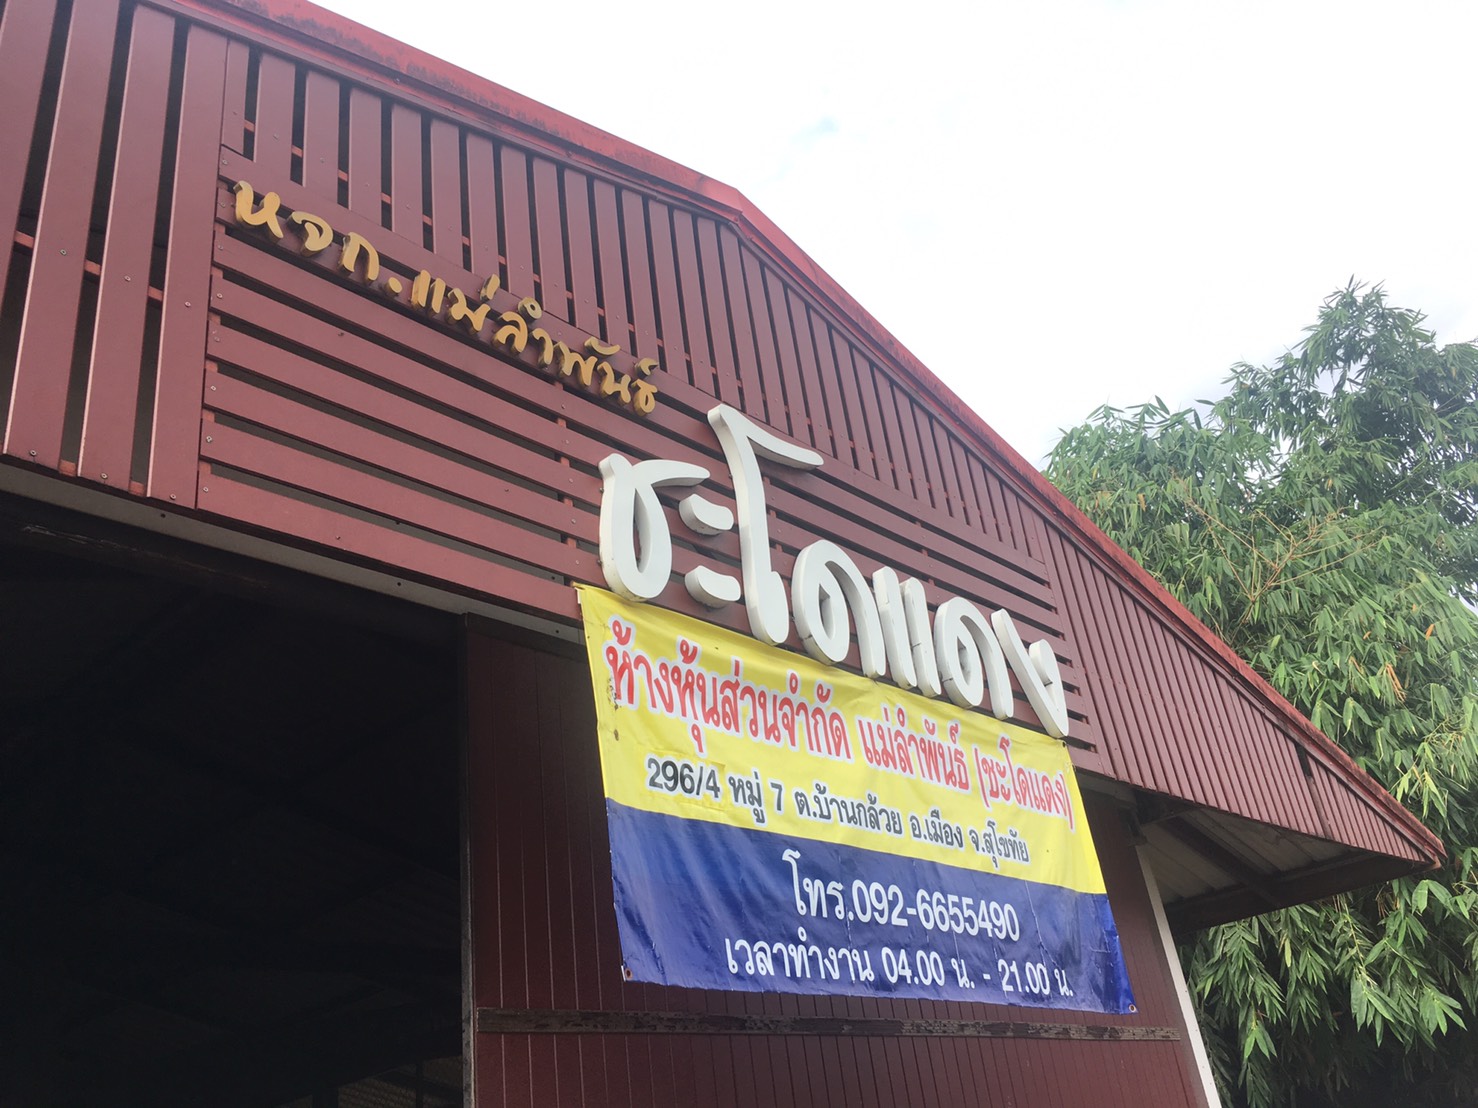 หจก.แม่ลำพันธ์
ชะโดแดง
ห้างหุ้นส่วนจำกัด แม่ลำพันธ์ (ชะโดแดง)
296/4 หมู่ 7 ต.บ้านกล้วย อ.เมือง จ.สุโขทัย
โทร.092-6655490
เวลาทำงาน 04.00 น. - 21.00 น.